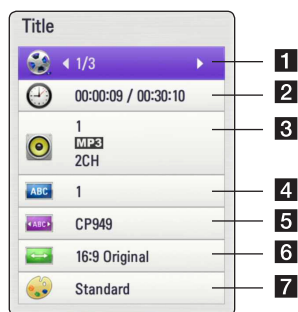 Title
1/3
1
00:00:09 / 00:30:10
2
1
MP3
2CH
3
ABC
1
4
ABC
CP949
5
16:9 Original
6
Standard
7